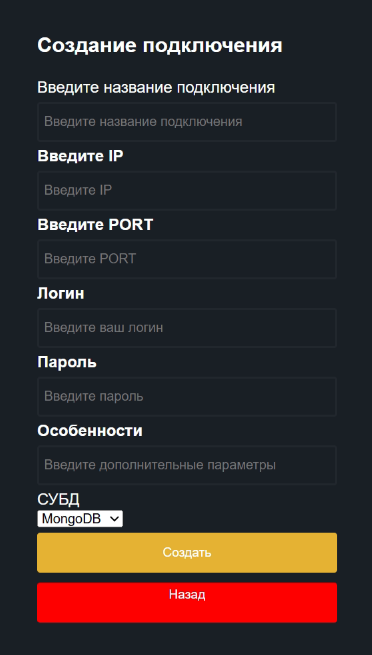 Создание подключения
Введите название подключения
Введите название подключения
Введите IP
Введите IP
Введите PORT
Введите PORT
Логин
Введите ваш логин
Пароль
Введите пароль
Особенности
Введите дополнительные параметры
СУБД
MongoDB
Создать
Назад